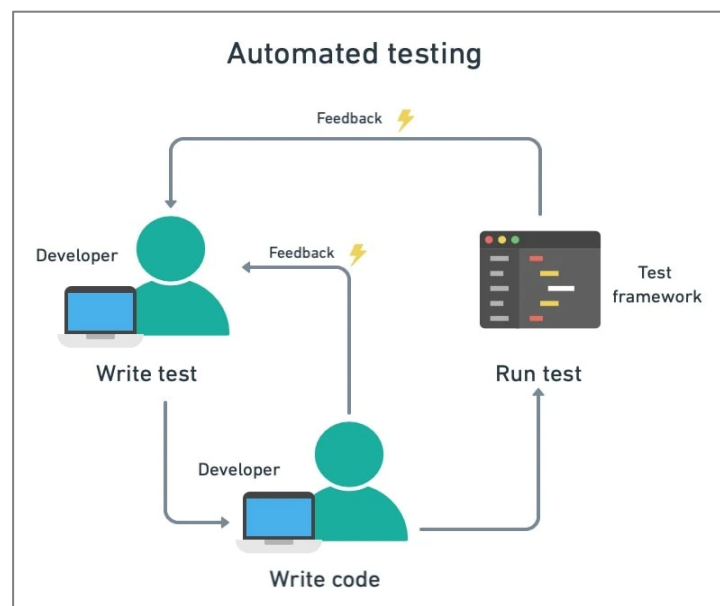 Automated testing
Feedback
Developer
Feedback
Test
framework
Write test
Run test
Developer
Write code